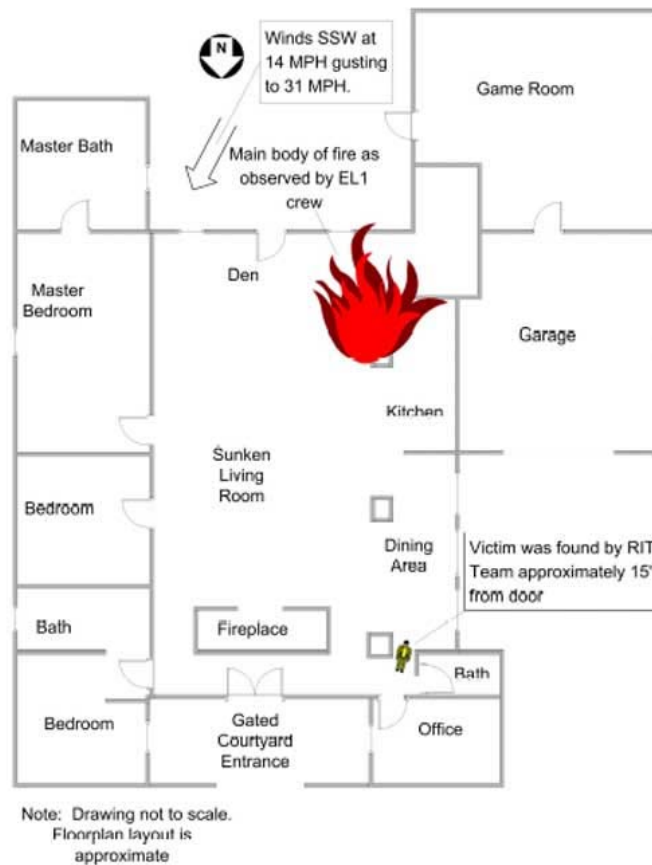 N
Winds SSW at
14 MPH gusting
to 31 MPH.
Game Room
Master Bath
Main body of fire as
observed by EL1
crew
Den
Master
Bedroom
Garage
Kitchen
Sunken
Living
Room
Bedroom
Dining
Area
Victim was found by RIT
Team approximately 15'
from door
Bath
Fireplace
Bath
Bedroom
Gated
Courtyard
Entrance
Office
Note: Drawing not to scale.
Floorplan layout is
approximate